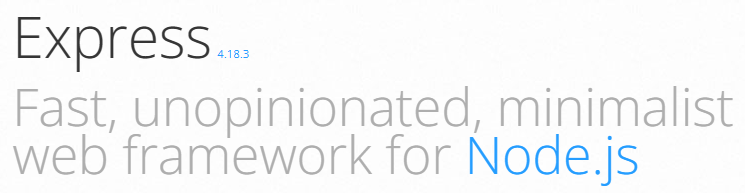 Express 4.18.3
Fast, unopinionated, minimalist
web framework for Node.js